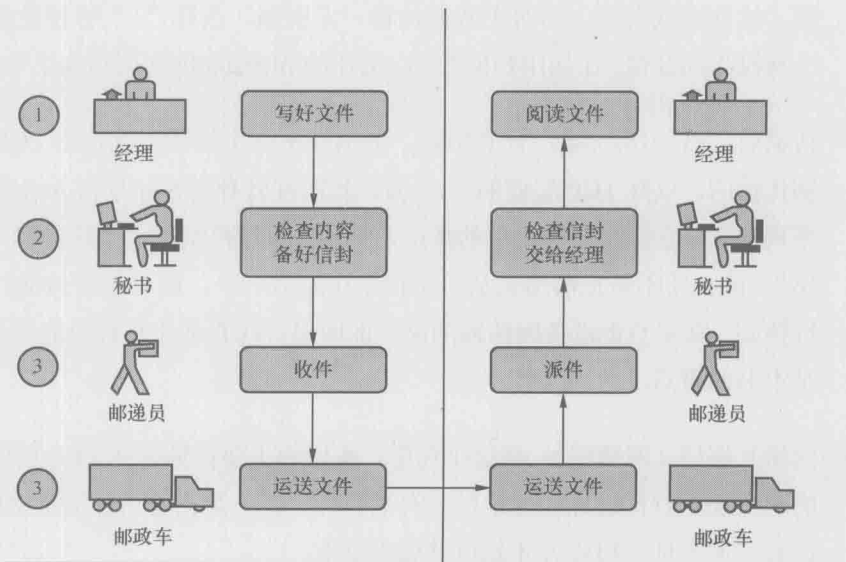 1
经理
写好文件
阅读文件
经理
2
秘书
检查内容
备好信封
检查信封
交给经理
秘书
3
邮递员
收件
派件
邮递员
3
邮政车
运送文件
运送文件
邮政车